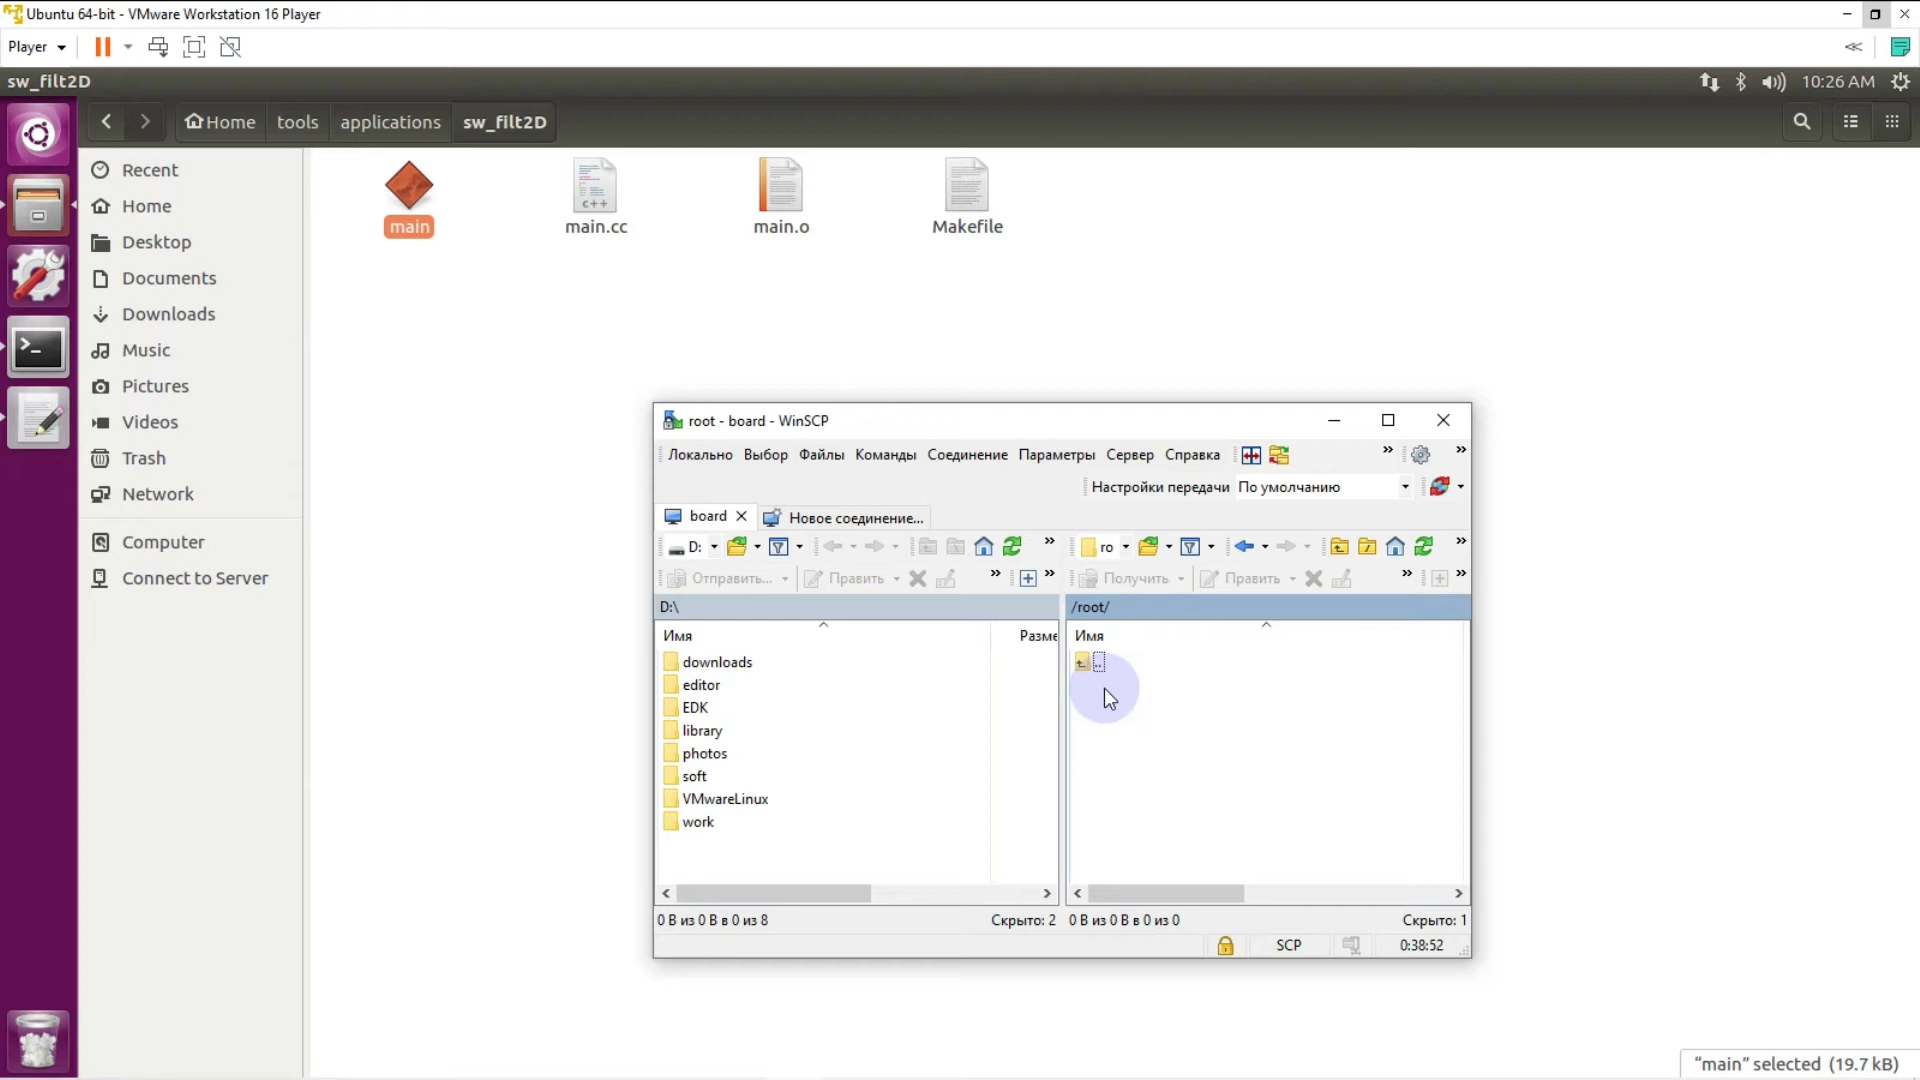 Ubuntu 64-bit - VMware Workstation 16 Player
Player
sw_filt2D
10:26 AM
Home
tools
applications
sw_filt2D
Recent
Home
Desktop
Documents
Downloads
Music
Pictures
Videos
Trash
Network
Computer
Connect to Server
main
c++
main.cc
main.o
Makefile
root - board - WinSCP
Локально Выбор Файлы Команды Соединение Параметры Сервер Справка
Настройки передачи По умолчанию
board
Новое соединение...
D:
ro
Отправить...
Править
Получить
Править
D:\
/root/
Имя
Разме
Имя
downloads
editor
EDK
library
photos
soft
VMwareLinux
work
..
0 B из 0 B в 0 из 8
Скрыто: 2
0 B из 0 B в 0 из 0
Скрыто: 1
SCP
0:38:52
"main" selected (19.7 kB)